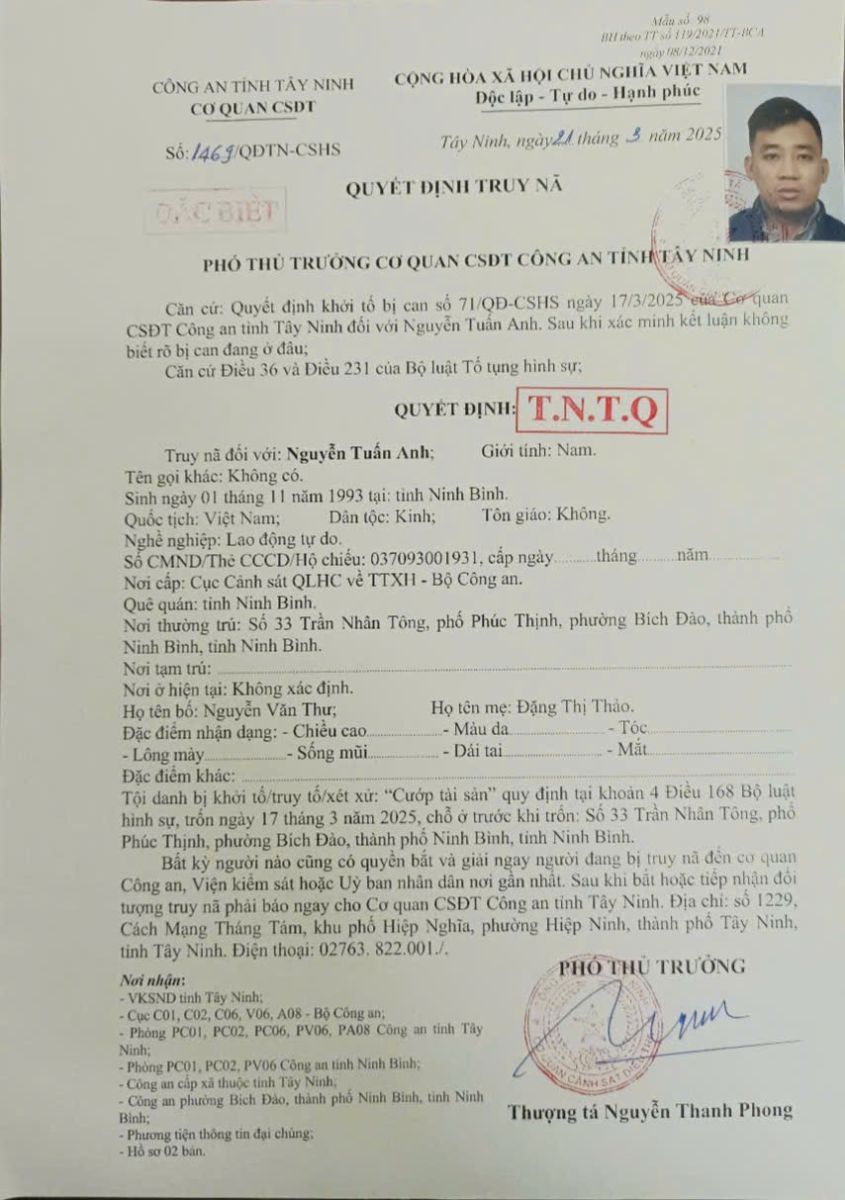 Mẫu số 98
BH theo TT số 119/2021/TT-BCA
ngày 08/12/2021
CÔNG AN TỈNH TÂY NINH
CƠ QUAN CSĐT
CỘNG HÒA XÃ HỘI CHỦ NGHĨA VIỆT NAM
Độc lập - Tự do - Hạnh phúc
Số: 1469/QĐTN-CSHS
Tây Ninh, ngày 21 tháng 3 năm 2025
QUYẾT ĐỊNH TRUY NÃ
ĐẶC BIỆT
PHÓ THỦ TRƯỞNG CƠ QUAN CSĐT CÔNG AN TỈNH TÂY NINH
Căn cứ: Quyết định khởi tố bị can số 71/QĐ-CSHS ngày 17/3/2025 của Cơ quan
CSĐT Công an tỉnh Tây Ninh đối với Nguyễn Tuấn Anh. Sau khi xác minh kết luận không
biết rõ bị can đang ở đâu;
Căn cứ Điều 36 và Điều 231 của Bộ luật Tố tụng hình sự;
QUYẾT ĐỊNH: T.N.T.Q
Truy nã đối với: Nguyễn Tuấn Anh; Giới tính: Nam.
Tên gọi khác: Không có.
Sinh ngày 01 tháng 11 năm 1993 tại: tỉnh Ninh Bình.
Quốc tịch: Việt Nam; Dân tộc: Kinh; Tôn giáo: Không.
Nghề nghiệp: Lao động tự do.
Số CMND/Thẻ CCCD/Hộ chiếu: 037093001931, cấp ngày..........tháng..........năm..........
Nơi cấp: Cục Cảnh sát QLHC về TTXH - Bộ Công an.
Quê quán: tỉnh Ninh Bình.
Nơi thường trú: Số 33 Trần Nhân Tông, phố Phúc Thịnh, phường Bích Đào, thành phố
Ninh Bình, tỉnh Ninh Bình.
Nơi tạm trú:
Nơi ở hiện tại: Không xác định.
Họ tên bố: Nguyễn Văn Thư; Họ tên mẹ: Đặng Thị Thảo.
Đặc điểm nhận dạng: - Chiều cao.......... - Màu da.......... - Tóc..........
- Lông mày.......... - Sống mũi.......... - Dái tai .......... - Mắt..........
Đặc điểm khác: ..........
Tội danh bị khởi tố/truy tố/xét xử: “Cướp tài sản” quy định tại khoản 4 Điều 168 Bộ luật
hình sự, trốn ngày 17 tháng 3 năm 2025, chỗ ở trước khi trốn: Số 33 Trần Nhân Tông, phố
Phúc Thịnh, phường Bích Đào, thành phố Ninh Bình, tỉnh Ninh Bình.
Bất kỳ người nào cũng có quyền bắt và giải ngay người đang bị truy nã đến cơ quan
Công an, Viện kiểm sát hoặc Uỷ ban nhân dân nơi gần nhất. Sau khi bắt hoặc tiếp nhận đối
tượng truy nã phải báo ngay cho Cơ quan CSĐT Công an tỉnh Tây Ninh. Địa chỉ: số 1229,
Cách Mạng Tháng Tám, khu phố Hiệp Nghĩa, phường Hiệp Ninh, thành phố Tây Ninh,
tỉnh Tây Ninh. Điện thoại: 02763. 822.001./.
Nơi nhận:
- VKSND tỉnh Tây Ninh;
- Cục C01, C02, C06, V06, A08 - Bộ Công an;
- Phòng PC01, PC02, PC06, PV06, PA08 Công an tỉnh Tây
Ninh;
- Phòng PC01, PC02, PV06 Công an tỉnh Ninh Bình;
- Công an cấp xã thuộc tỉnh Tây Ninh;
- Công an phường Bích Đào, thành phố Ninh Bình, tỉnh Ninh
Bình;
- Phương tiện thông tin đại chúng;
- Hồ sơ 02 bản.
PHÓ THỦ TRƯỞNG
CƠ QUAN CẢNH SÁT ĐIỀU TRA
Thượng tá Nguyễn Thanh Phong